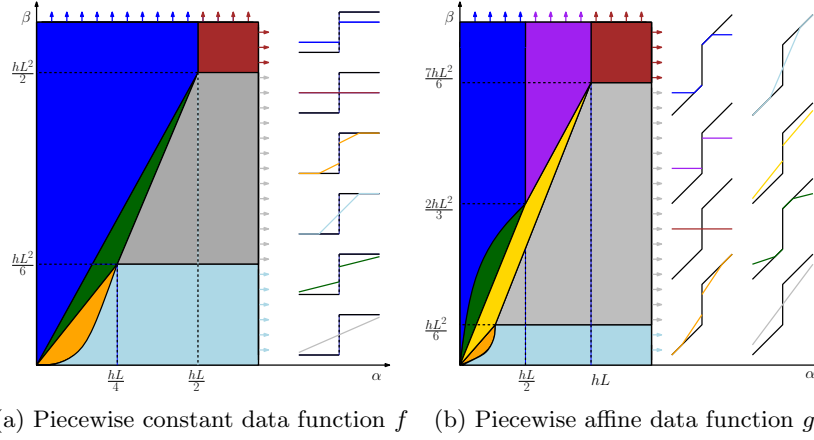 β
hL²/2
hL²/6
hL/4
hL/2
α
β
7hL²/6
2hL²/3
hL²/6
hL/2
hL
α
a) Piecewise constant data function f
(b) Piecewise affine data function g